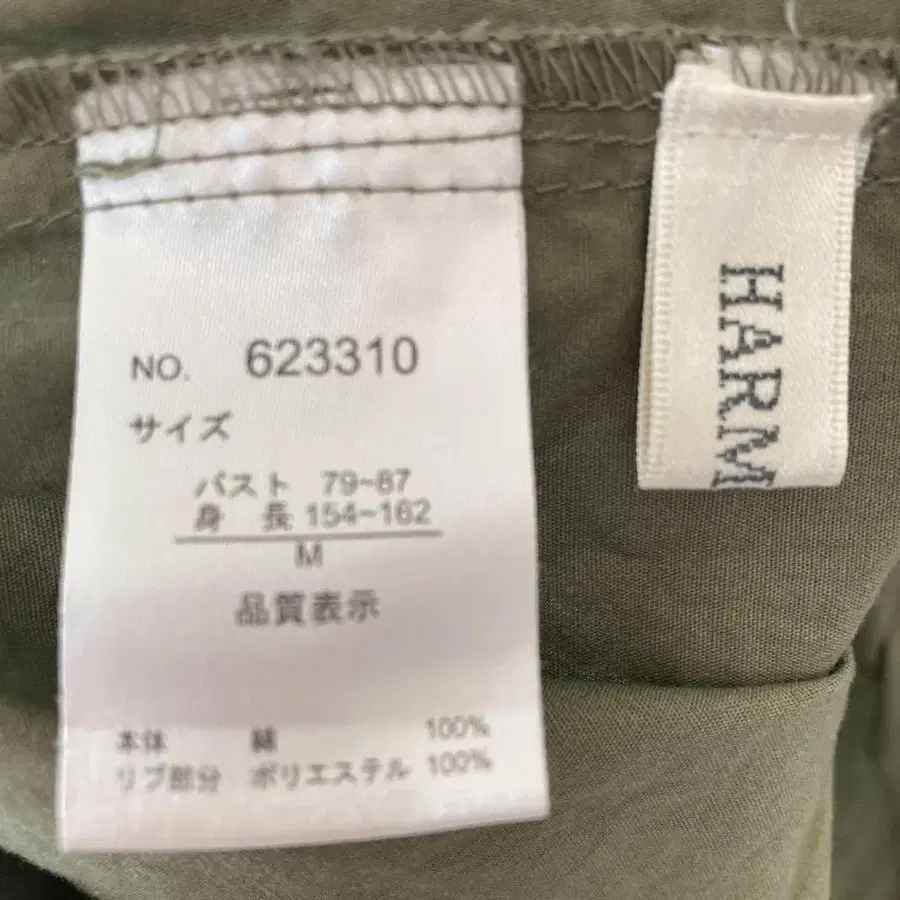 NO. 623310
サイズ
バスト 79~87
身 長 154~162
M
品質表示
本体 綿 100%
リブ部分 ポリエステル 100%
HARM